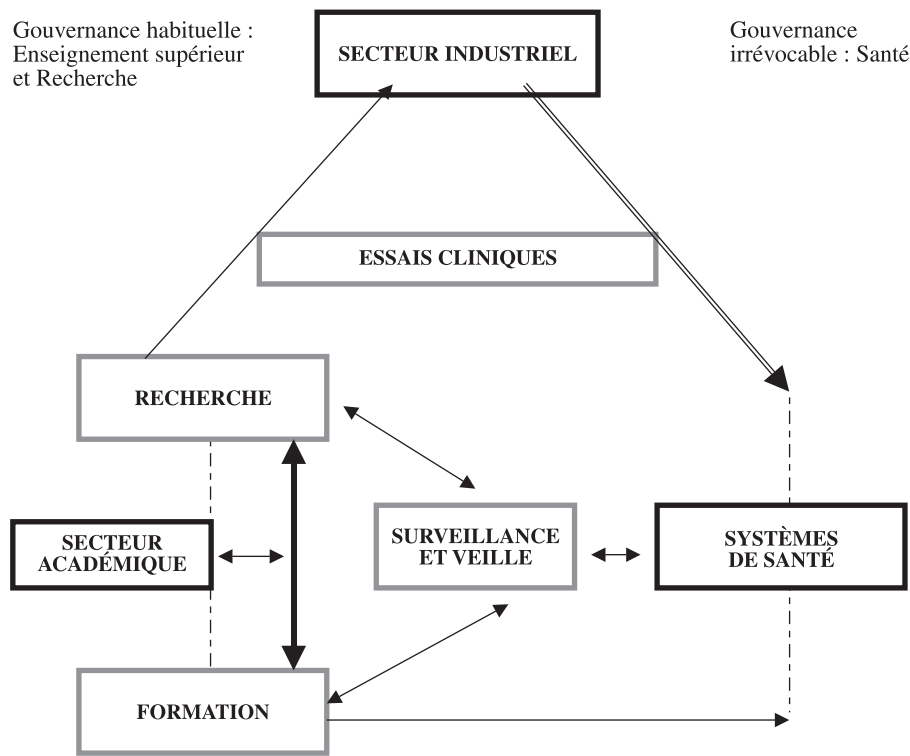 Gouvernance habituelle :
Enseignement supérieur
et Recherche
SECTEUR INDUSTRIEL
Gouvernance
irrévocable : Santé
ESSAIS CLINIQUES
RECHERCHE
SECTEUR
ACADÉMIQUE
SURVEILLANCE
ET VEILLE
SYSTÈMES
DE SANTÉ
FORMATION